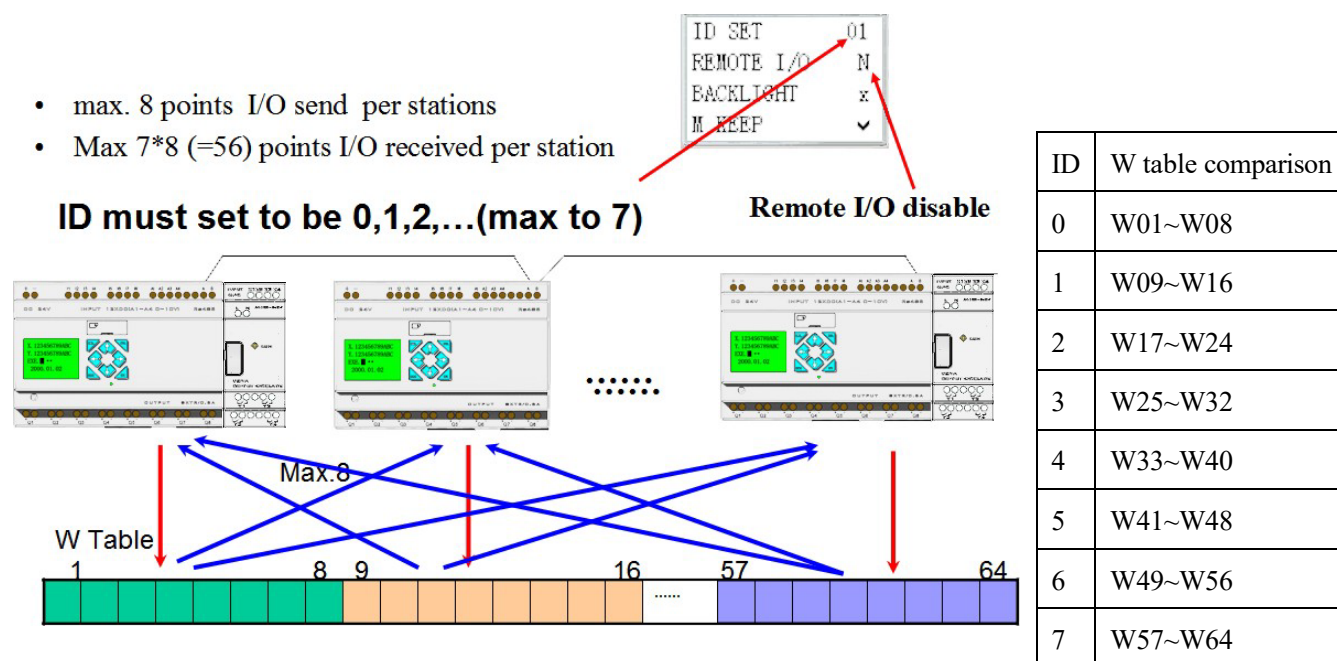 ID SET 01
REMOTE I/O N
BACKLIGHT x
M KEEP ✓
• max. 8 points I/O send per stations
• Max 7*8 (=56) points I/O received per station
ID must set to be 0,1,2,…(max to 7)
Remote I/O disable
......
......
Max.8
W Table
1 8 9 16 57 64
......
ID W table comparison
0 W01~W08
1 W09~W16
2 W17~W24
3 W25~W32
4 W33~W40
5 W41~W48
6 W49~W56
7 W57~W64